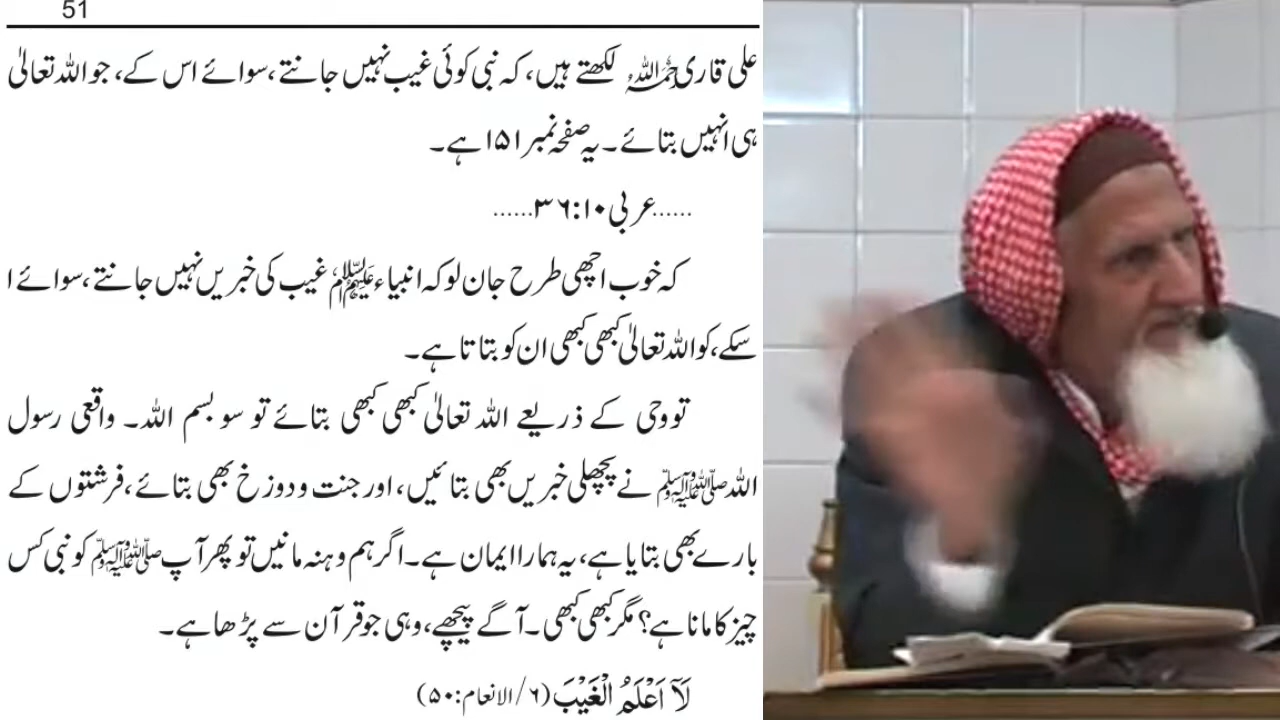 51
علی قاری رحمۃ اللہ علیہ لکھتے ہیں، کہ نبی کوئی غیب نہیں جانتے، سوائے اس کے، جو اللہ تعالیٰ
ہی انہیں بتائے۔ یہ صفحہ نمبر ۱۵۱ ہے۔
......عربی ۳۶:۱۰......
کہ خوب اچھی طرح جان لو کہ انبیاء علیہم السلام غیب کی خبریں نہیں جانتے، سوائے ا
سکے، کو اللہ تعالیٰ کبھی کبھی ان کو بتاتا ہے۔
تو وحی کے ذریعے اللہ تعالیٰ کبھی کبھی بتائے تو سو بسم اللہ۔ واقعی رسول
اللہ صلی اللہ علیہ وسلم نے پچھلی خبریں بھی بتائیں، اور جنت و دوزخ بھی بتائے، فرشتوں کے
بارے بھی بتایا ہے، یہ ہمارا ایمان ہے۔ اگر ہم وہ نہ مانیں تو پھر آپ صلی اللہ علیہ وسلم کو نبی کس
چیز کا مانا ہے؟ مگر کبھی کبھی۔ آگے پیچھے، وہی جو قرآن سے پڑھا ہے۔
لَآ اَعْلَمُ الْغَیْبَ (۶/الانعام:۵۰)